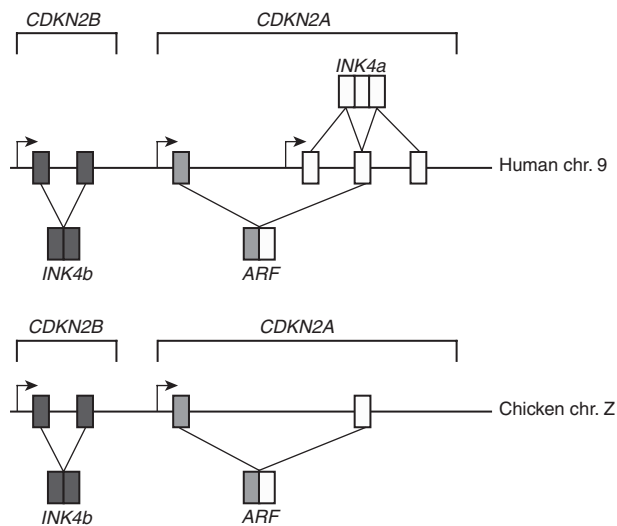 CDKN2B
CDKN2A
INK4a
Human chr. 9
INK4b
ARF
CDKN2B
CDKN2A
Chicken chr. Z
INK4b
ARF